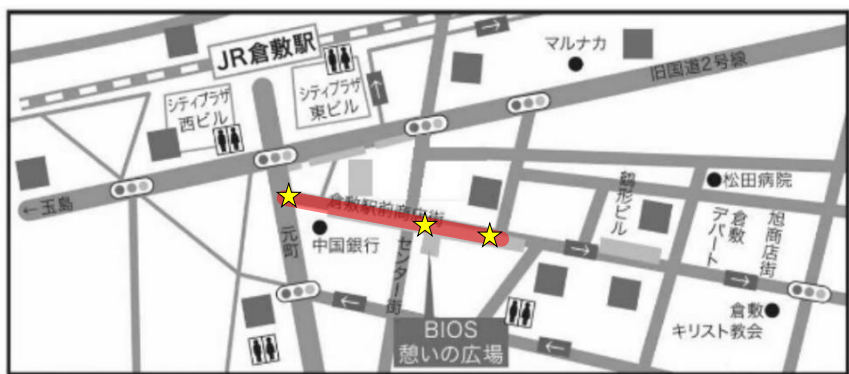 JR倉敷駅
マルナカ
旧国道2号線
シティプラザ
西ビル
シティプラザ
東ビル
←玉島
倉敷駅前商店街
元町
中国銀行
センター街
BIOS
憩いの広場
鶴形ビル
松田病院
倉敷
デパート
旭商店街
倉敷
キリスト教会